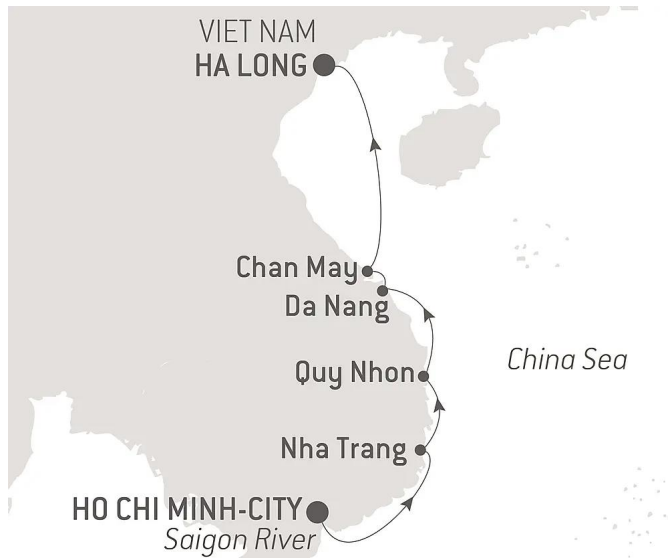 VIET NAM
HA LONG
Chan May
Da Nang
Quy Nhon
China Sea
Nha Trang
HO CHI MINH-CITY
Saigon River